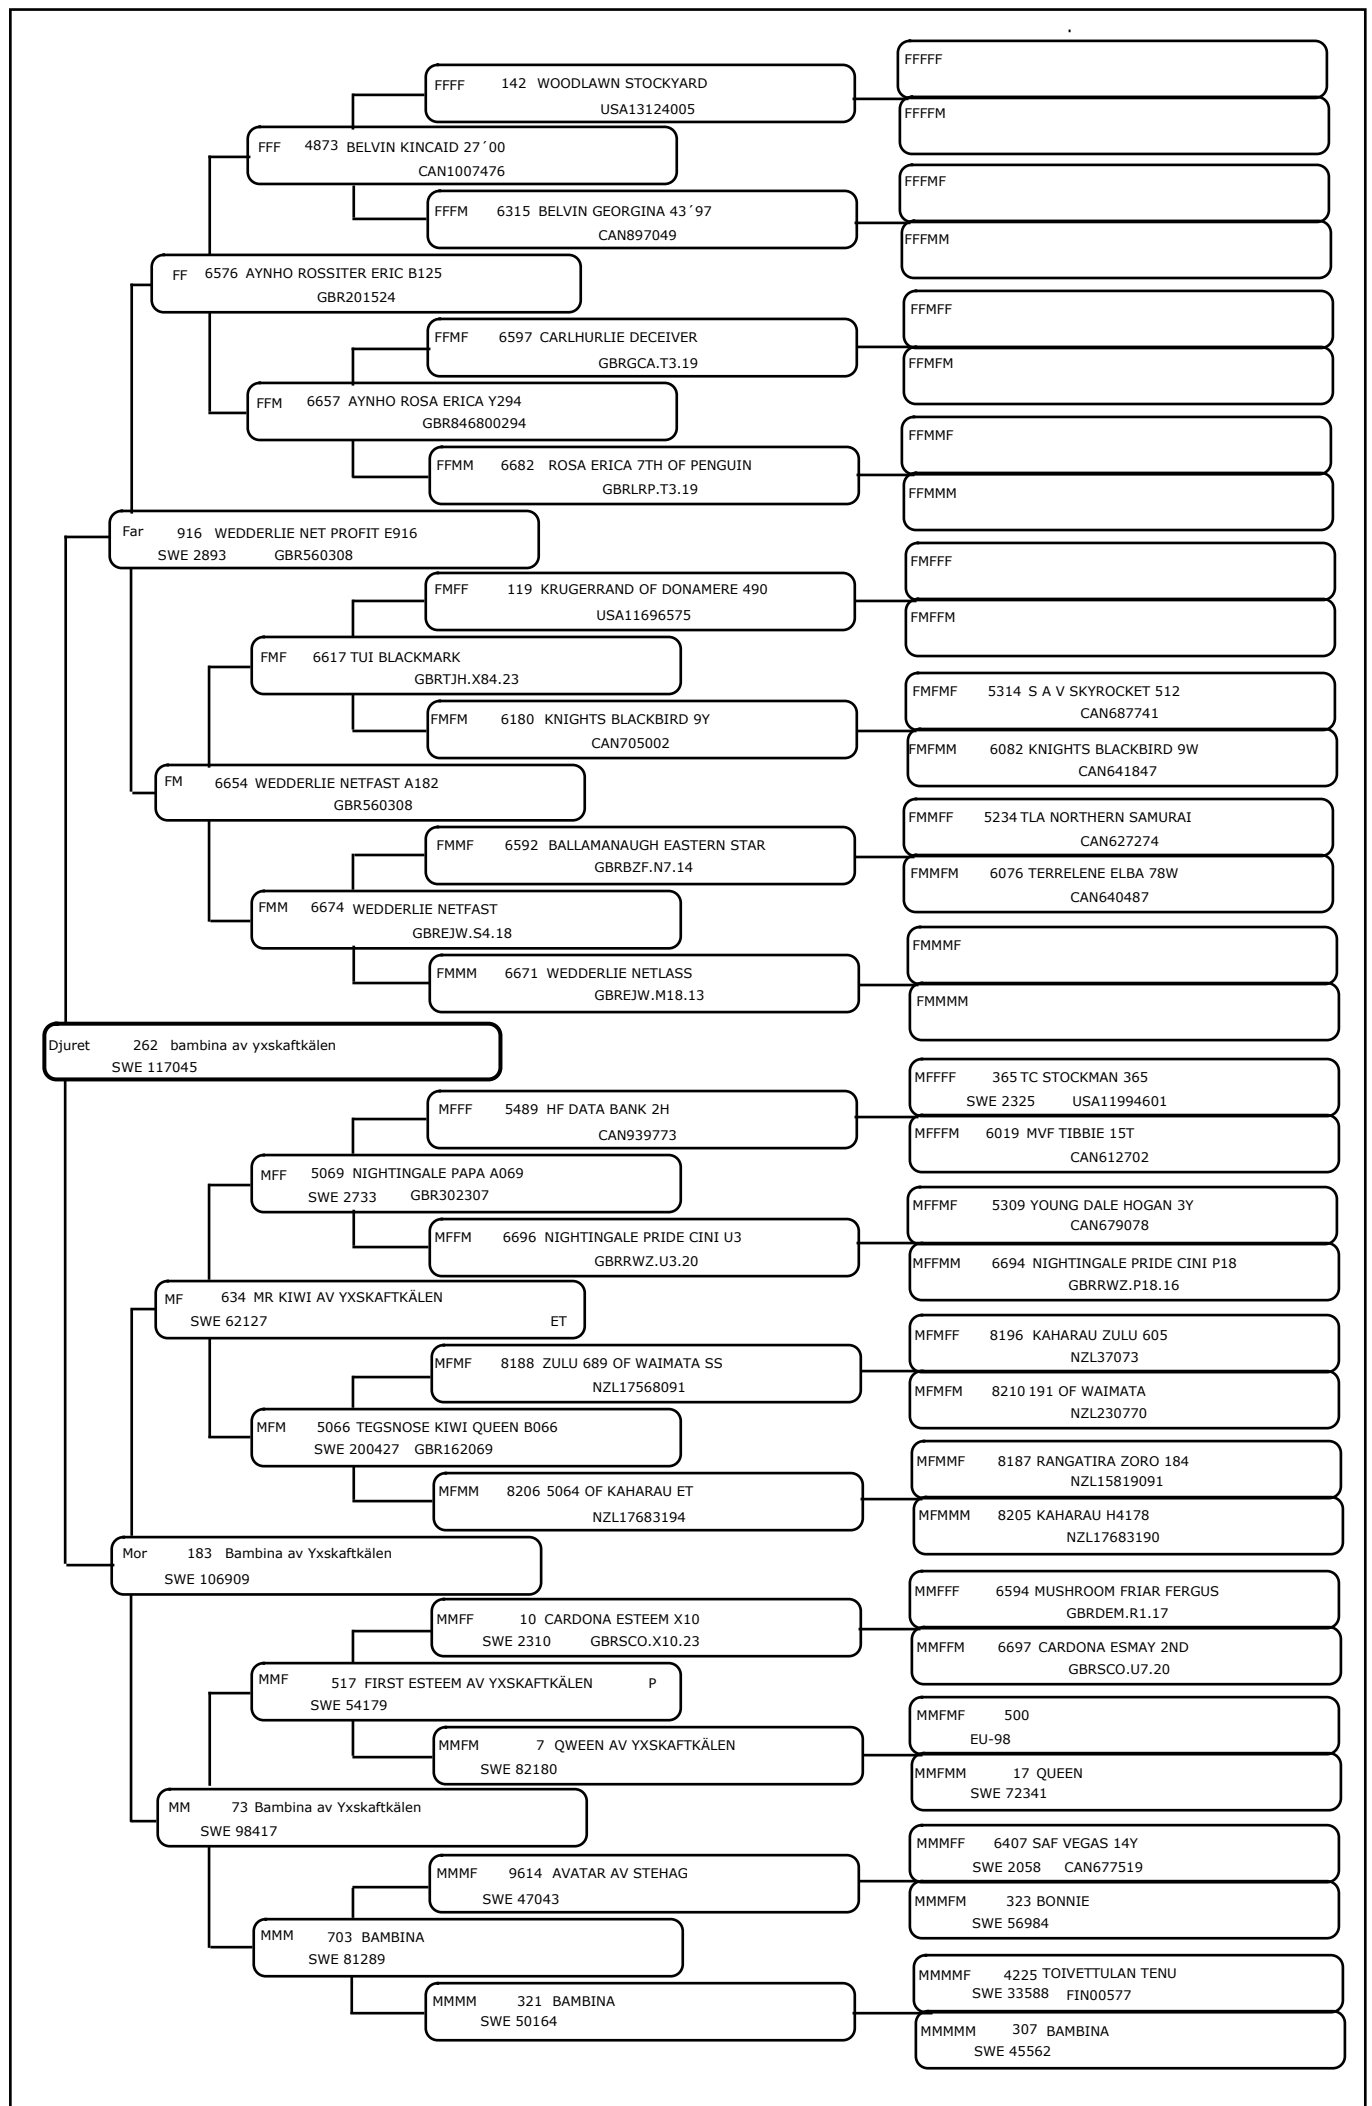 FFFFF
FFFF 142 WOODLAWN STOCKYARD
USA13124005
FFFFM
FFF 4873 BELVIN KINCAID 27´00
CAN1007476
FFFMF
FFFM 6315 BELVIN GEORGINA 43´97
CAN897049
FFFMM
FF 6576 AYNHO ROSSITER ERIC B125
GBR201524
FFMFF
FFMF 6597 CARLHURLIE DECEIVER
GBRGCA.T3.19
FFMFM
FFM 6657 AYNHO ROSA ERICA Y294
GBR846800294
FFMMF
FFMM 6682 ROSA ERICA 7TH OF PENGUIN
GBRLRP.T3.19
FFMMM
Far 916 WEDDERLIE NET PROFIT E916
SWE 2893 GBR560308
FMFFF
FMFF 119 KRUGERRAND OF DONAMERE 490
USA11696575
FMFFM
FMF 6617 TUI BLACKMARK
GBRTJH.X84.23
FMFMF 5314 S A V SKYROCKET 512
CAN687741
FMFM 6180 KNIGHTS BLACKBIRD 9Y
CAN705002
FMFMM 6082 KNIGHTS BLACKBIRD 9W
CAN641847
FM 6654 WEDDERLIE NETFAST A182
GBR560308
FMMFF 5234 TLA NORTHERN SAMURAI
CAN627274
FMMF 6592 BALLAMANAUGH EASTERN STAR
GBRBZF.N7.14
FMMFM 6076 TERRELENE ELBA 78W
CAN640487
FMM 6674 WEDDERLIE NETFAST
GBREJW.S4.18
FMMMF
FMMM 6671 WEDDERLIE NETLASS
GBREJW.M18.13
FMMMM
Djuret 262 bambina av yxskaftkälen
SWE 117045
MFFFF 365 TC STOCKMAN 365
SWE 2325 USA11994601
MFFF 5489 HF DATA BANK 2H
CAN939773
MFFFM 6019 MVF TIBBIE 15T
CAN612702
MFF 5069 NIGHTINGALE PAPA A069
SWE 2733 GBR302307
MFFMF 5309 YOUNG DALE HOGAN 3Y
CAN679078
MFFM 6696 NIGHTINGALE PRIDE CINI U3
GBRRWZ.U3.20
MFFMM 6694 NIGHTINGALE PRIDE CINI P18
GBRRWZ.P18.16
MF 634 MR KIWI AV YXSKAFTKÄLEN
SWE 62127 ET
MFMFF 8196 KAHARAU ZULU 605
NZL37073
MFMF 8188 ZULU 689 OF WAIMATA SS
NZL17568091
MFMFM 8210 191 OF WAIMATA
NZL230770
MFM 5066 TEGSNOSE KIWI QUEEN B066
SWE 200427 GBR162069
MFMMF 8187 RANGATIRA ZORO 184
NZL15819091
MFMM 8206 5064 OF KAHARAU ET
NZL17683194
MFMMM 8205 KAHARAU H4178
NZL17683190
Mor 183 Bambina av Yxskaftkälen
SWE 106909
MMFFF 6594 MUSHROOM FRIAR FERGUS
GBRDEM.R1.17
MMFF 10 CARDONA ESTEEM X10
SWE 2310 GBRSCO.X10.23
MMFFM 6697 CARDONA ESMAY 2ND
GBRSCO.U7.20
MMF 517 FIRST ESTEEM AV YXSKAFTKÄLEN P
SWE 54179
MMFMF 500
EU-98
MMFM 7 QWEEN AV YXSKAFTKÄLEN
SWE 82180
MMFMM 17 QUEEN
SWE 72341
MM 73 Bambina av Yxskaftkälen
SWE 98417
MMMFF 6407 SAF VEGAS 14Y
SWE 2058 CAN677519
MMMF 9614 AVATAR AV STEHAG
SWE 47043
MMMFM 323 BONNIE
SWE 56984
MMM 703 BAMBINA
SWE 81289
MMMMF 4225 TOIVETTULAN TENU
SWE 33588 FIN00577
MMMM 321 BAMBINA
SWE 50164
MMMMM 307 BAMBINA
SWE 45562